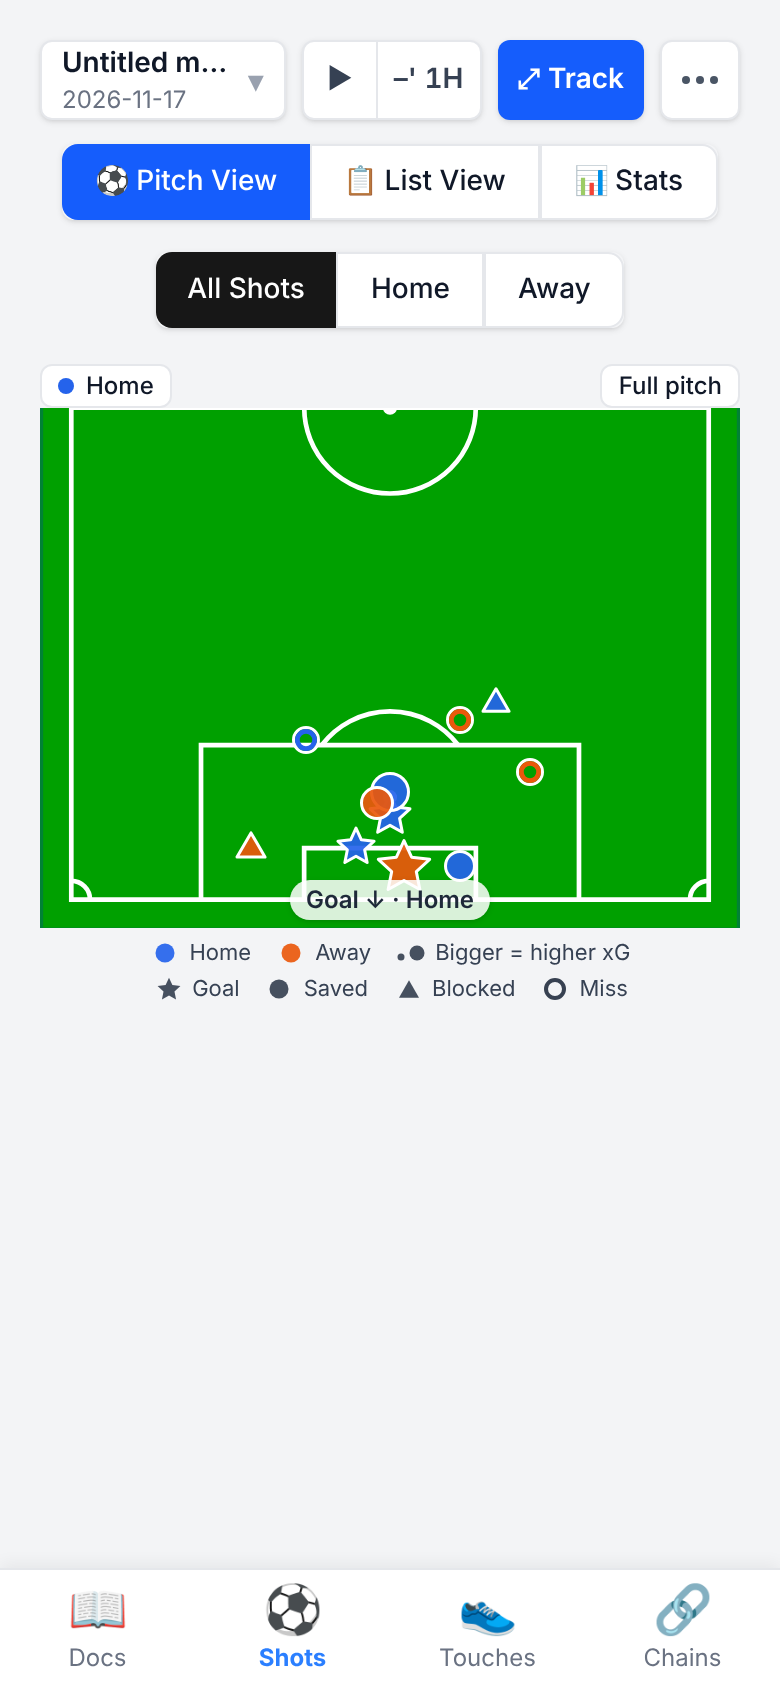 Untitled m...
2026-11-17
▶ –' 1H
⤢ Track
•••
⚽ Pitch View
📋 List View
📊 Stats
All Shots
Home
Away
Home
Full pitch
Goal ↓ · Home
Home Away Bigger = higher xG
Goal Saved Blocked Miss
Docs
Shots
Touches
Chains